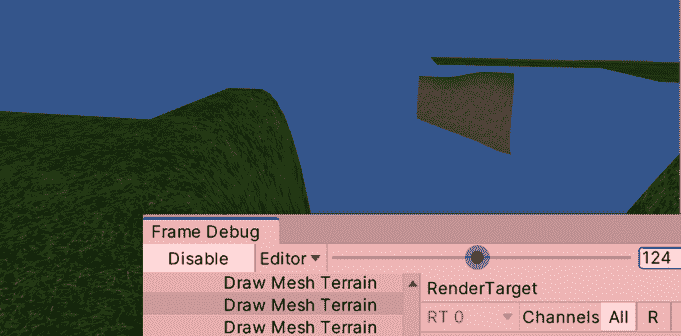 Frame Debug
Disable Editor 124
Draw Mesh Terrain
RenderTarget
Draw Mesh Terrain
RT 0 Channels All R
Draw Mesh Terrain